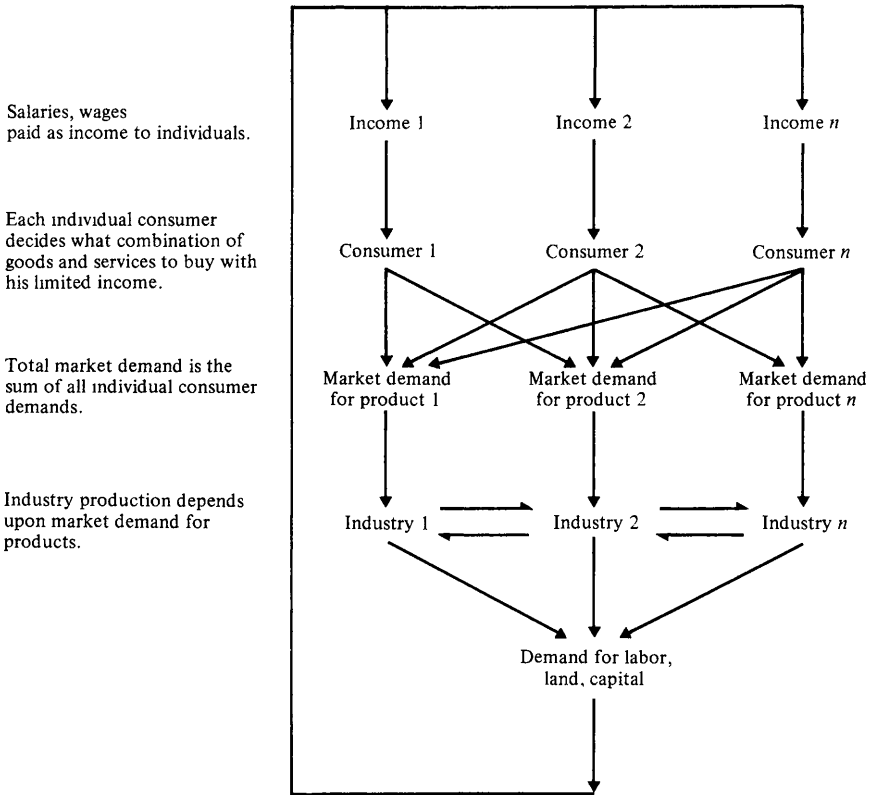 Salaries, wages
paid as income to individuals.
Income 1
Income 2
Income n
Each individual consumer
decides what combination of
goods and services to buy with
his limited income.
Consumer 1
Consumer 2
Consumer n
Total market demand is the
sum of all individual consumer
demands.
Market demand
for product 1
Market demand
for product 2
Market demand
for product n
Industry production depends
upon market demand for
products.
Industry 1
Industry 2
Industry n
Demand for labor,
land, capital